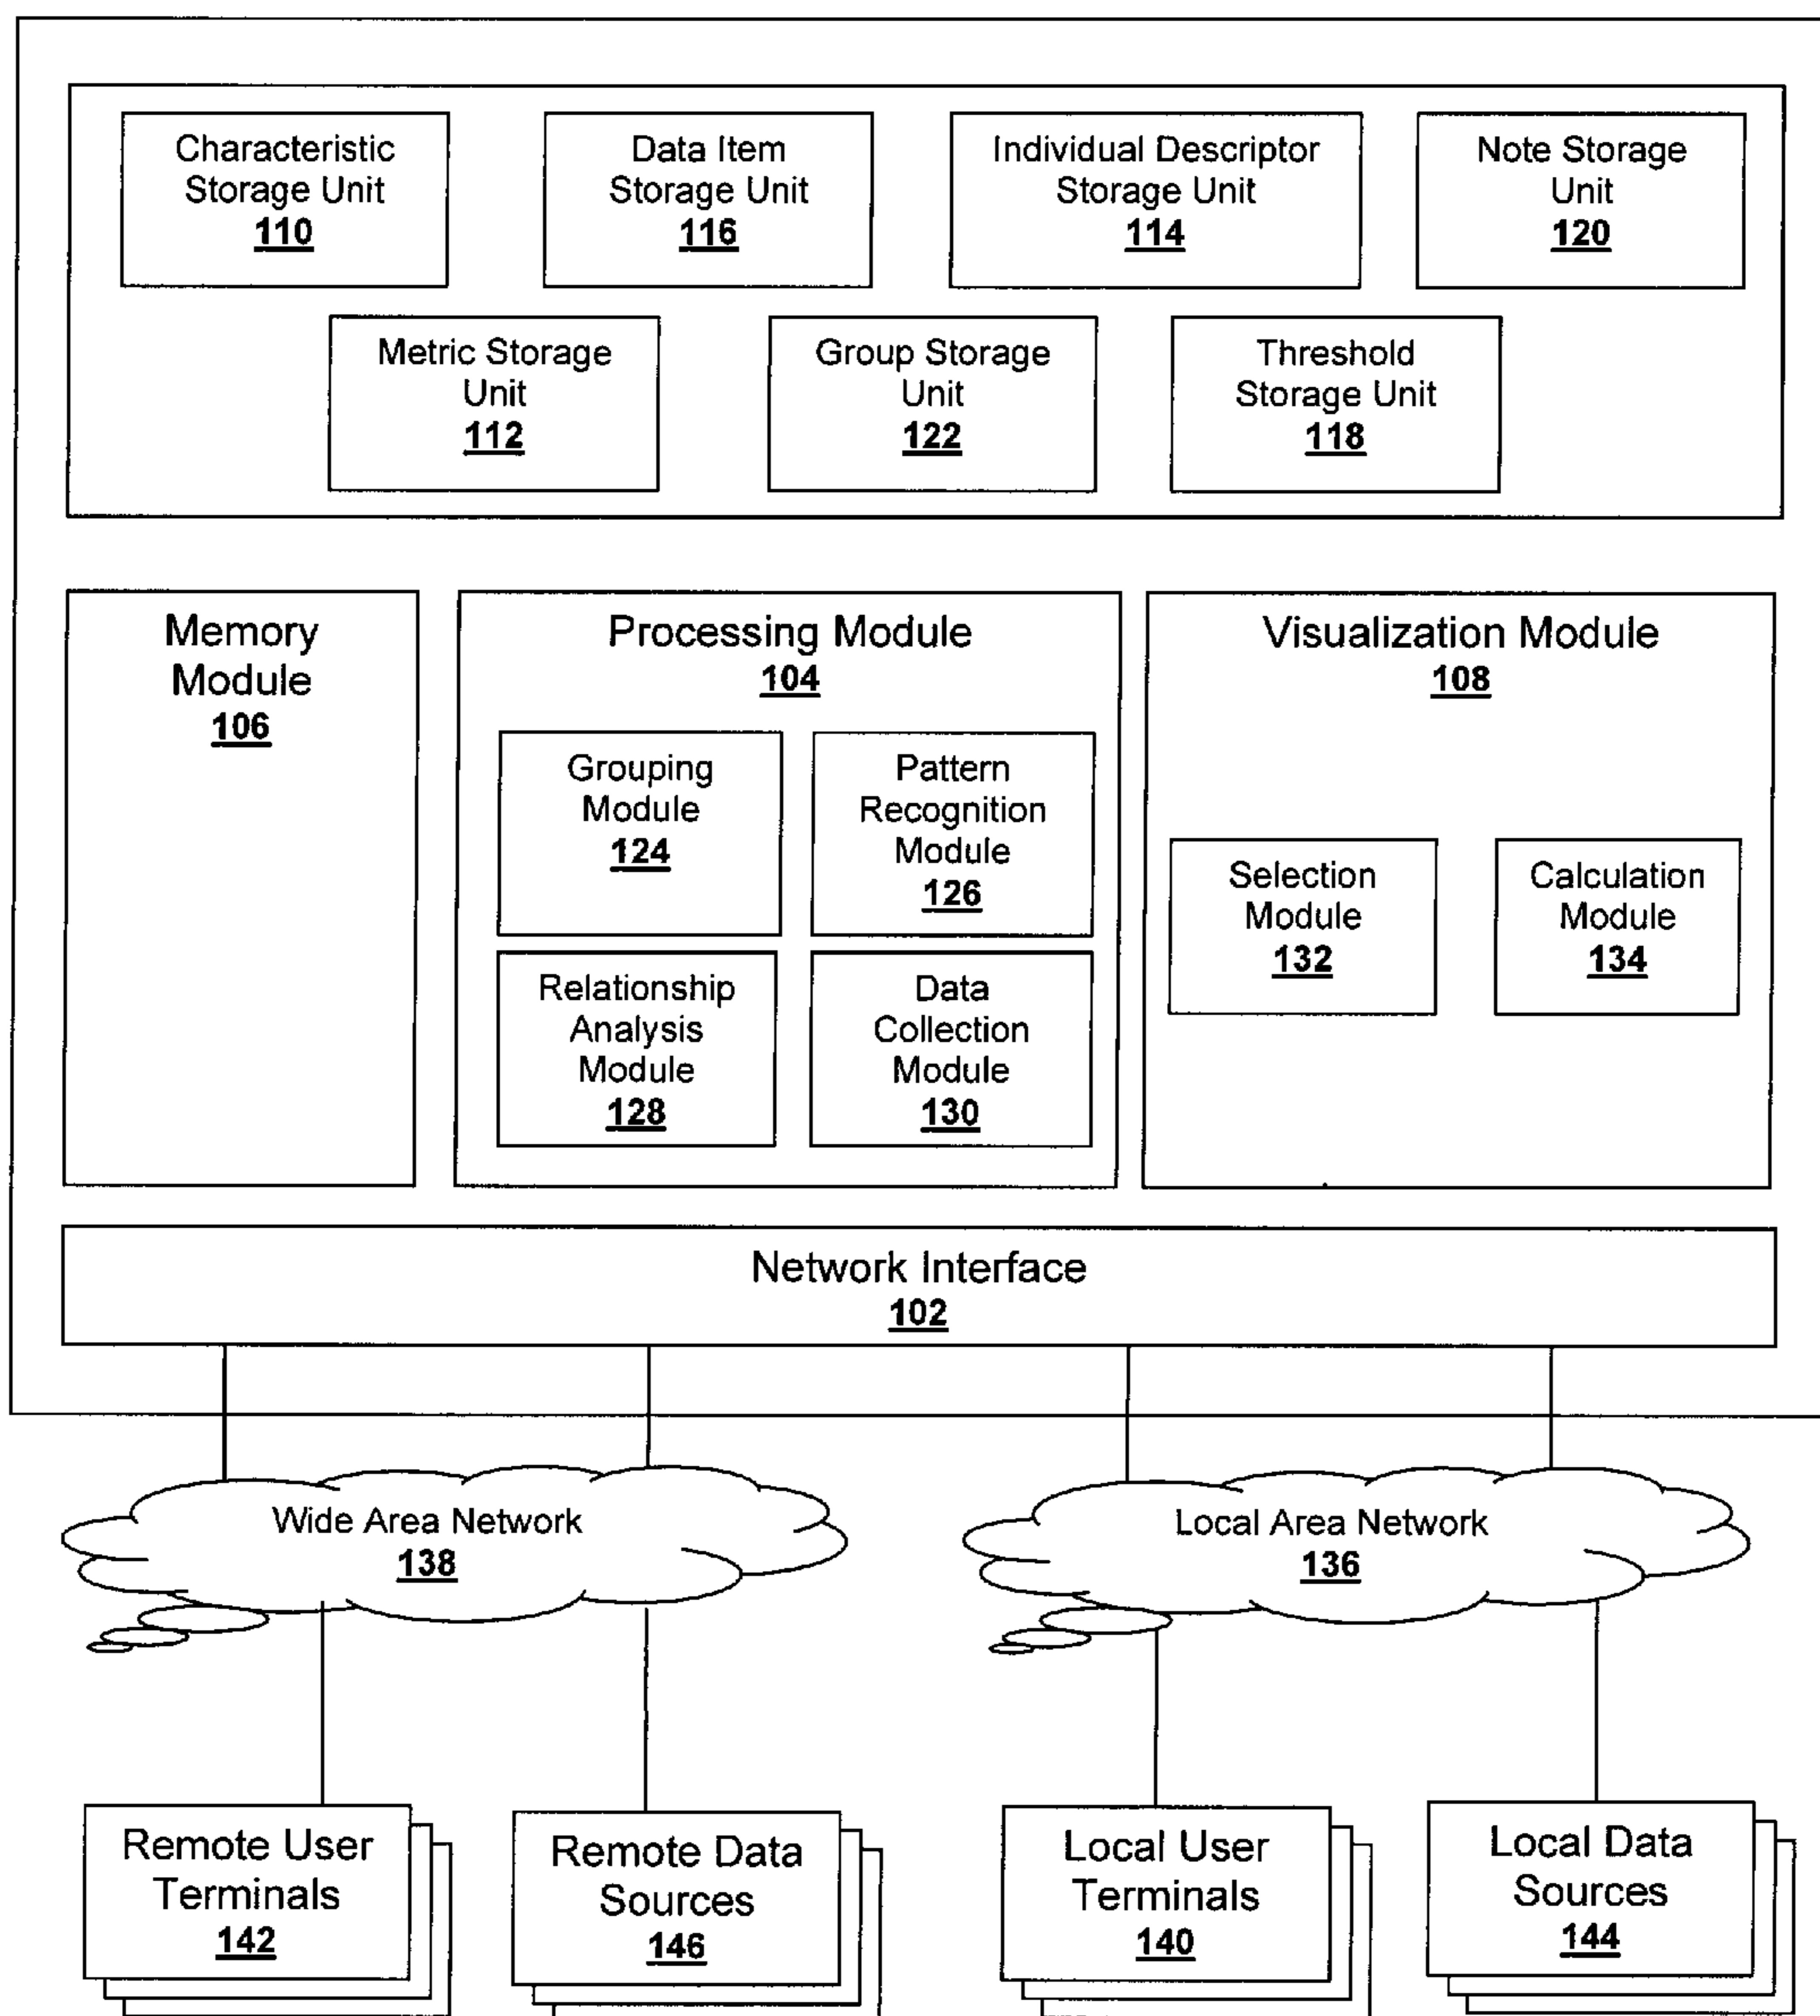 Characteristic
Storage Unit
110
Data Item
Storage Unit
116
Individual Descriptor
Storage Unit
114
Note Storage
Unit
120
Metric Storage
Unit
112
Group Storage
Unit
122
Threshold
Storage Unit
118
Memory
Module
106
Processing Module
104
Grouping
Module
124
Pattern
Recognition
Module
126
Relationship
Analysis
Module
128
Data
Collection
Module
130
Visualization Module
108
Selection
Module
132
Calculation
Module
134
Network Interface
102
Wide Area Network
138
Local Area Network
136
Remote User
Terminals
142
Remote Data
Sources
146
Local User
Terminals
140
Local Data
Sources
144